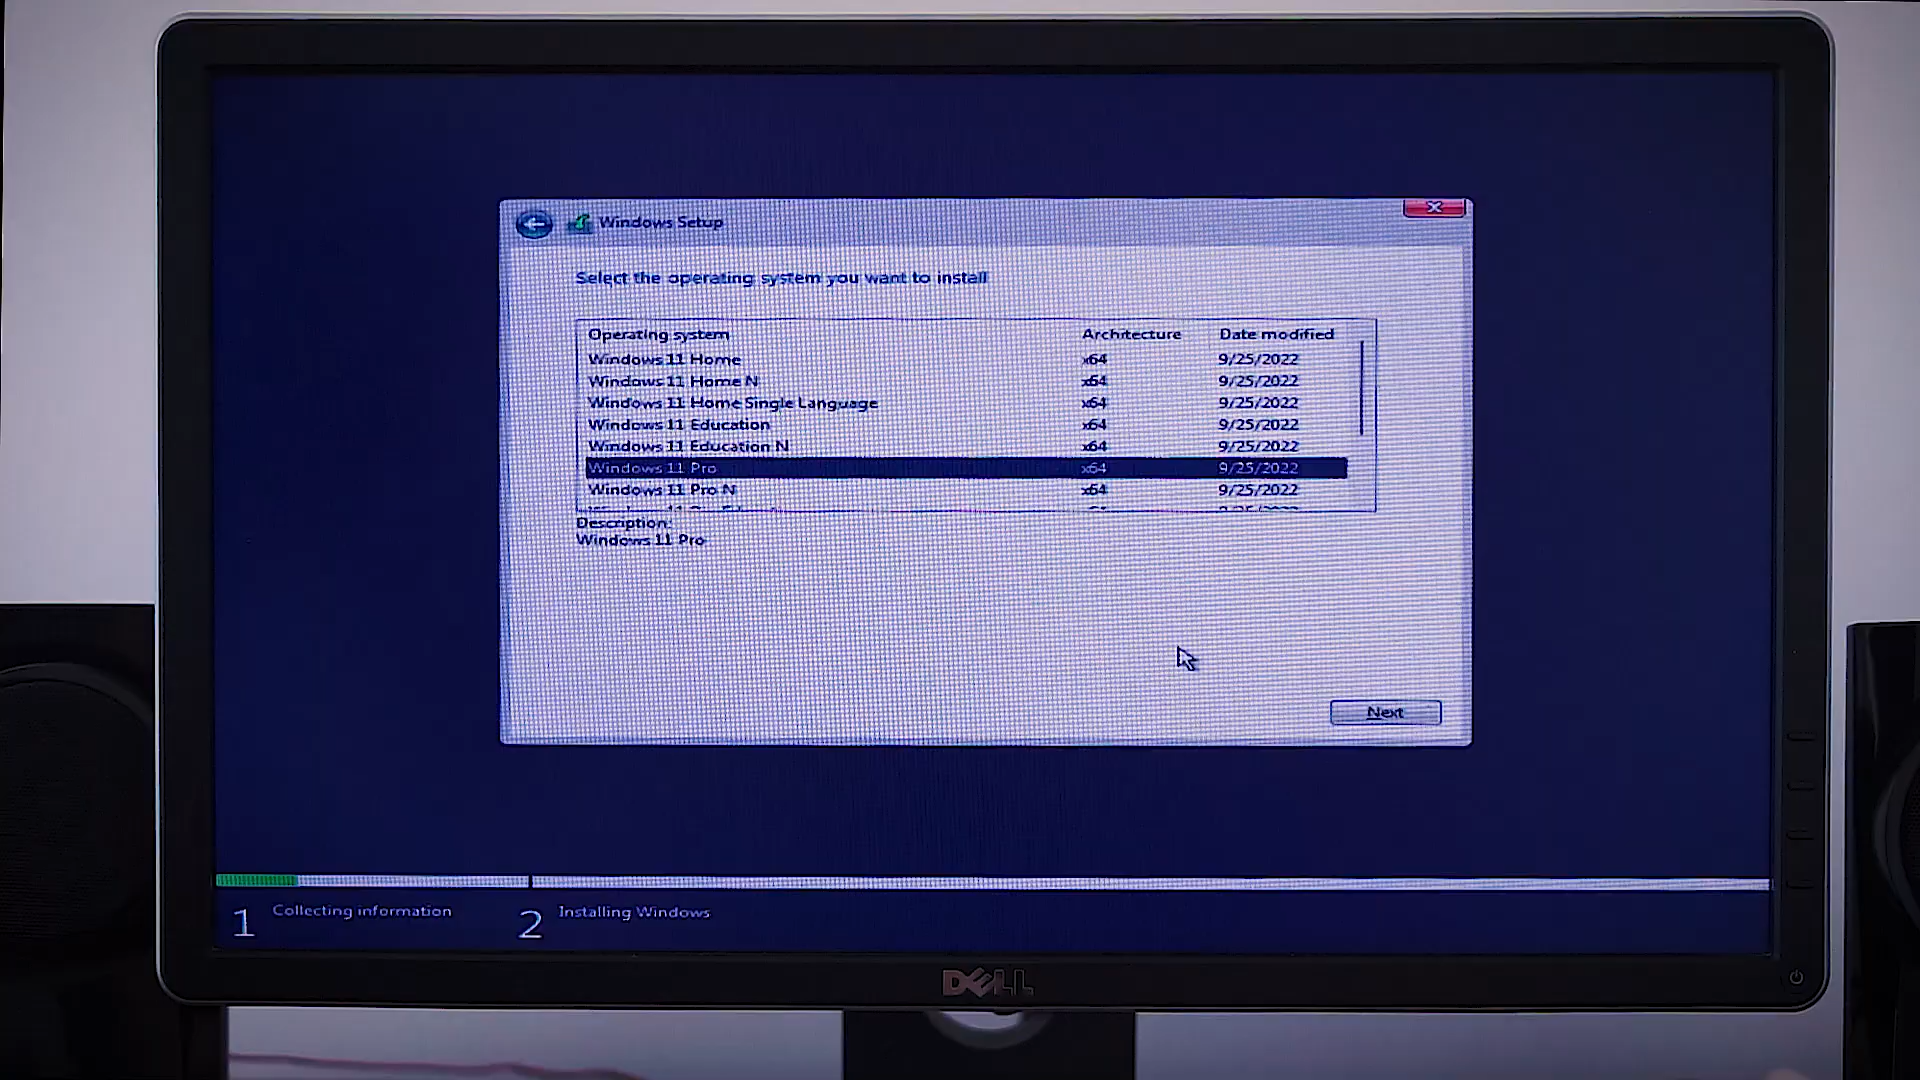 Windows Setup
Select the operating system you want to install
Operating system Architecture Date modified
Windows 11 Home x64 9/25/2022
Windows 11 Home N x64 9/25/2022
Windows 11 Home Single Language x64 9/25/2022
Windows 11 Education x64 9/25/2022
Windows 11 Education N x64 9/25/2022
Windows 11 Pro x64 9/25/2022
Windows 11 Pro N x64 9/25/2022
Description:
Windows 11 Pro
Next
1 Collecting information 2 Installing Windows
DELL